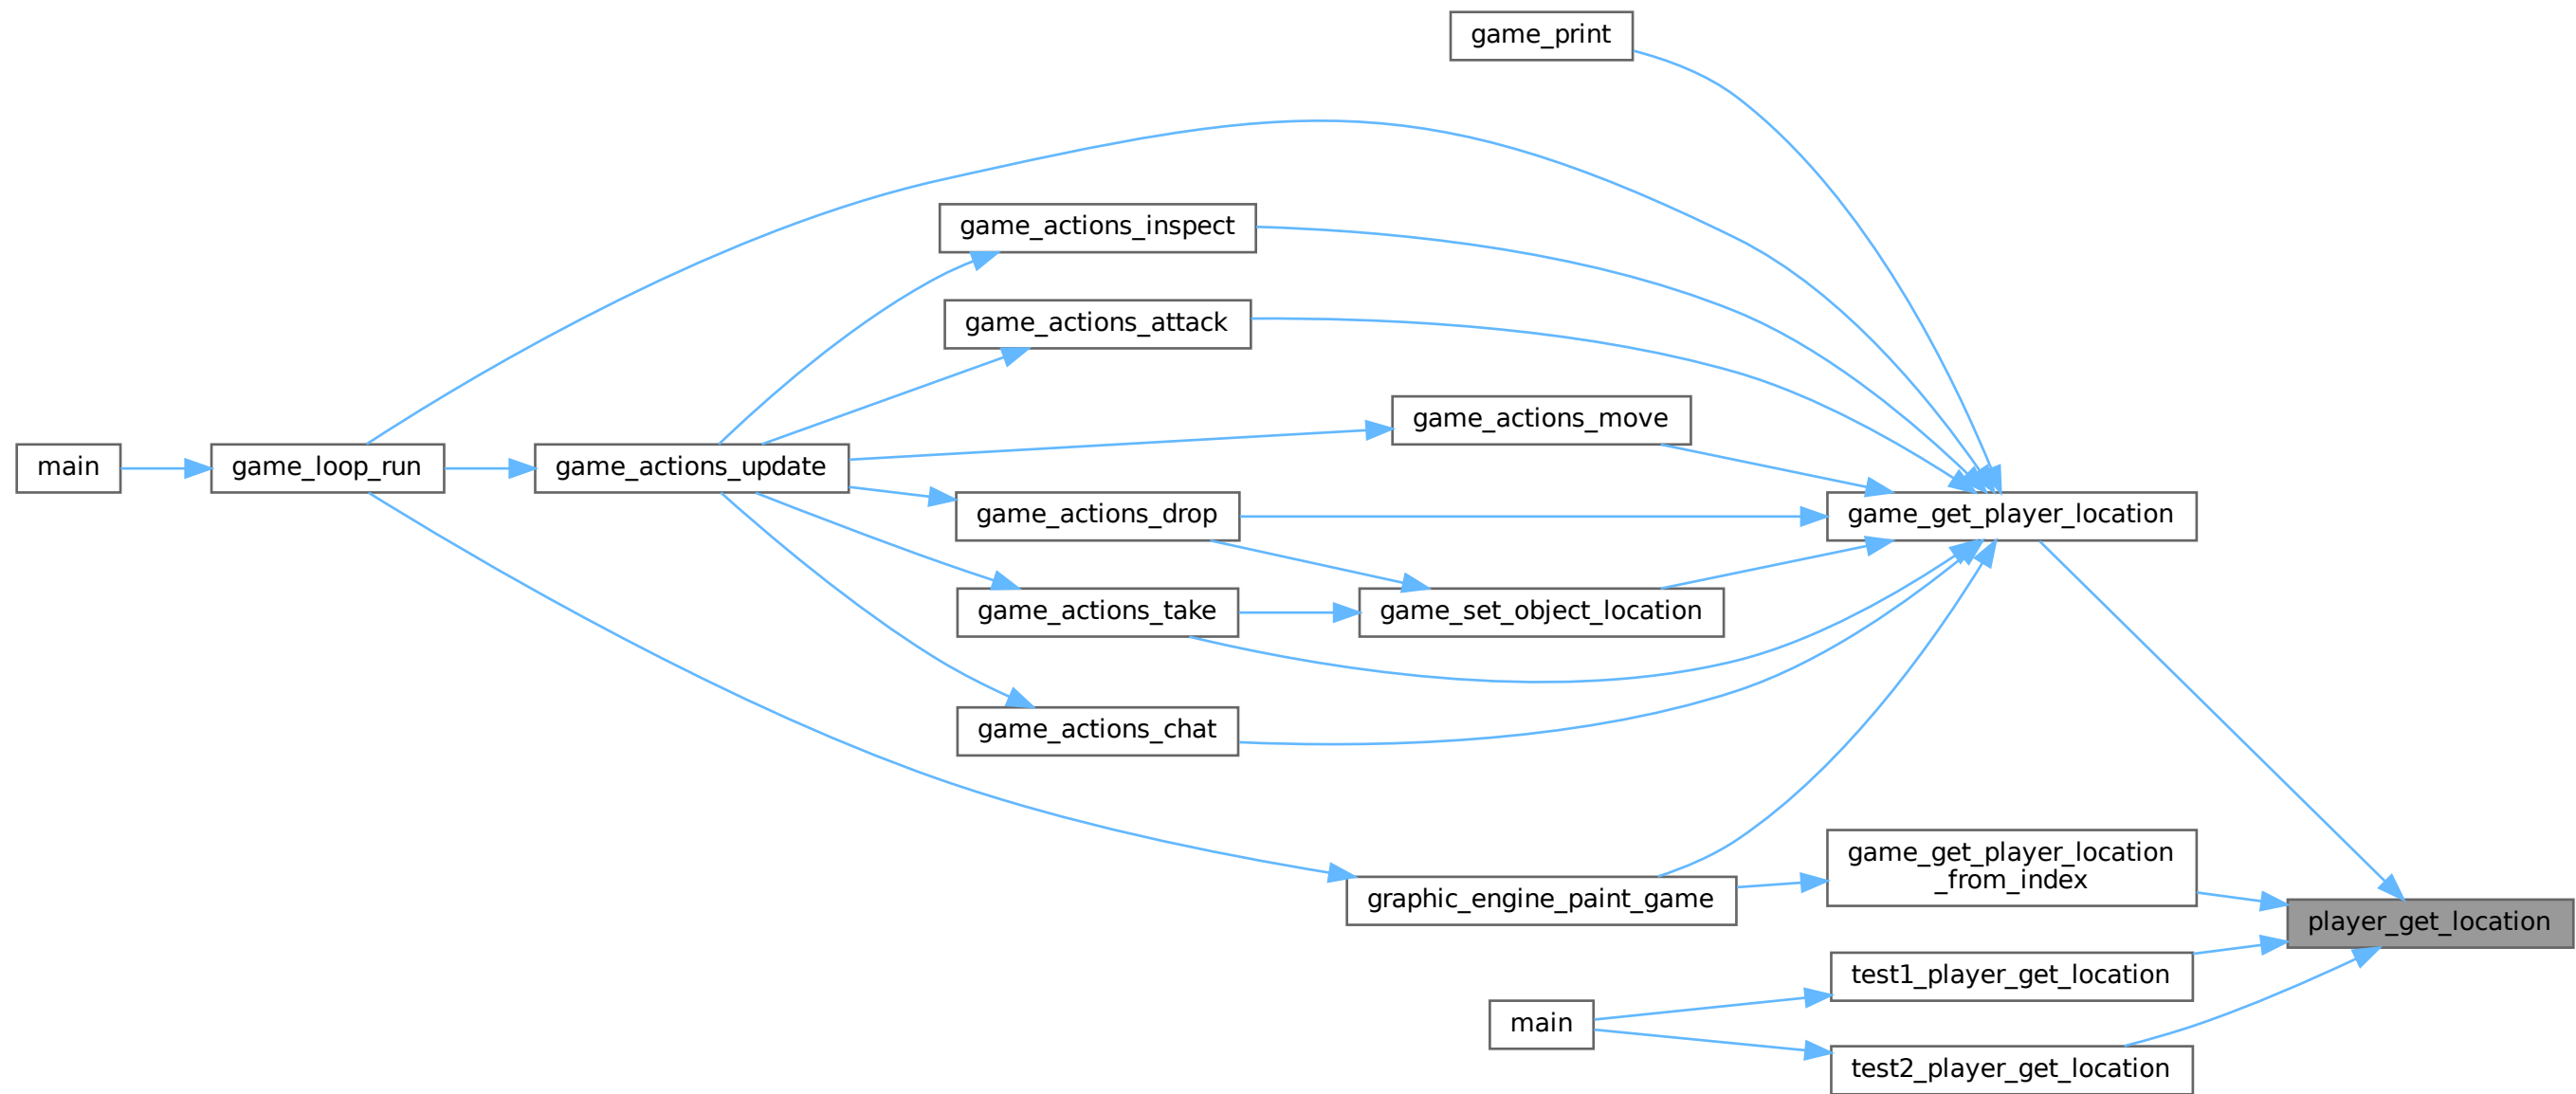 game_print
game_actions_inspect
game_actions_attack
game_actions_move
main
game_loop_run
game_actions_update
game_actions_drop
game_get_player_location
game_actions_take
game_set_object_location
game_actions_chat
game_get_player_location
_from_index
graphic_engine_paint_game
player_get_location
test1_player_get_location
main
test2_player_get_location